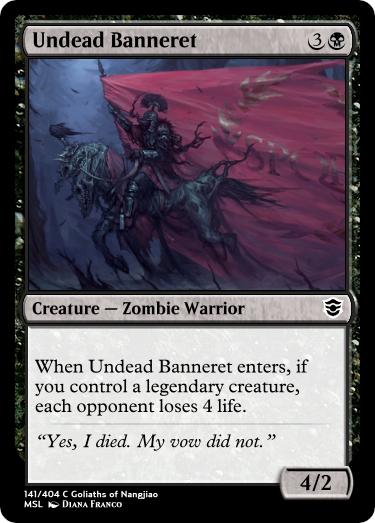 Undead Banneret 3
Creature — Zombie Warrior
When Undead Banneret enters, if
you control a legendary creature,
each opponent loses 4 life.
“Yes, I died. My vow did not.”
4/2
141/404 C Goliaths of Nangjiao
MSL Diana Franco